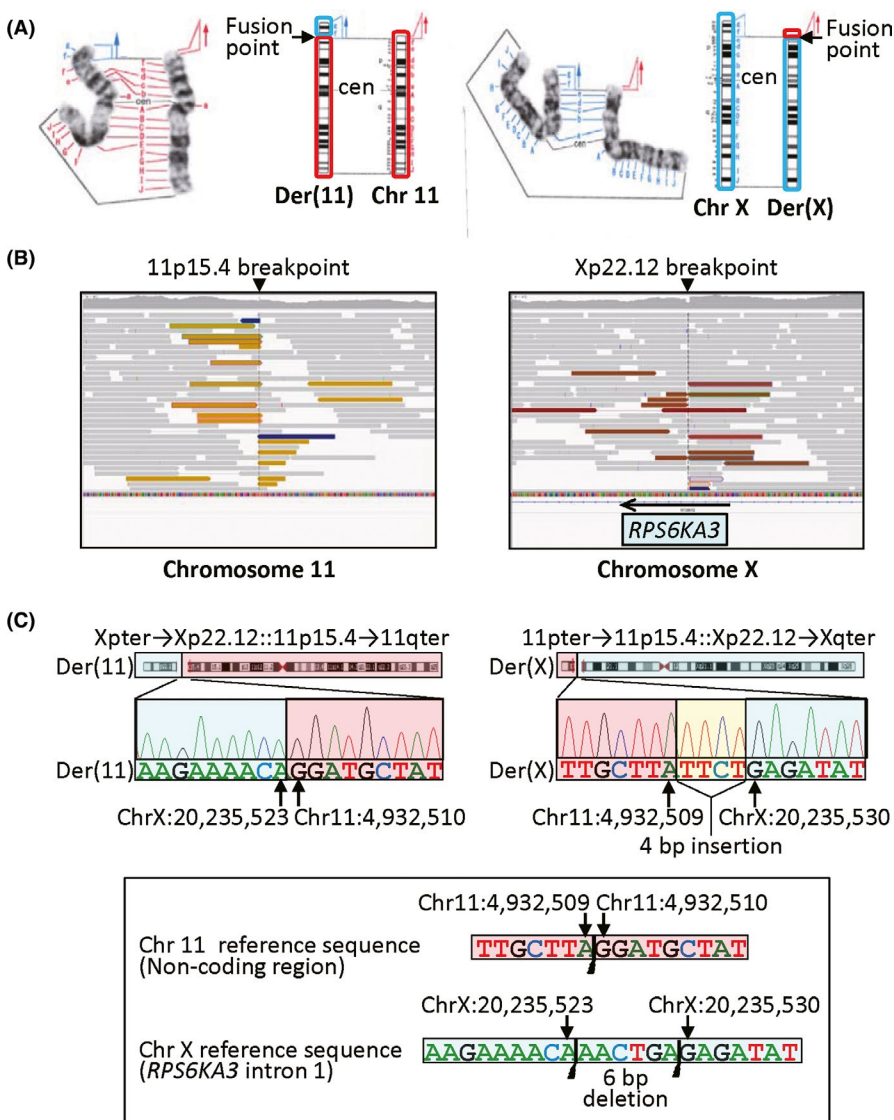 (A)
Fusion point
cen
cen
Der(11) Chr 11
cen
Fusion point
cen
Chr X Der(X)
(B)
11p15.4 breakpoint
Xp22.12 breakpoint
RPS6KA3
Chromosome 11
Chromosome X
(C)
Xpter→Xp22.12::11p15.4→11qter
Der(11)
Der(11) AAGAAAACAGGATGCTAT
ChrX:20,235,523 Chr11:4,932,510
11pter→11p15.4::Xp22.12→Xqter
Der(X)
Der(X) TTGCTTATTCTGAGATAT
Chr11:4,932,509 ChrX:20,235,530
4 bp insertion
Chr11:4,932,509 Chr11:4,932,510
Chr 11 reference sequence
(Non-coding region)
TTGCTTAGGATGCTAT
ChrX:20,235,523 ChrX:20,235,530
Chr X reference sequence
(RPS6KA3 intron 1)
AAGAAAACAAACTGAGAGATAT
6 bp
deletion